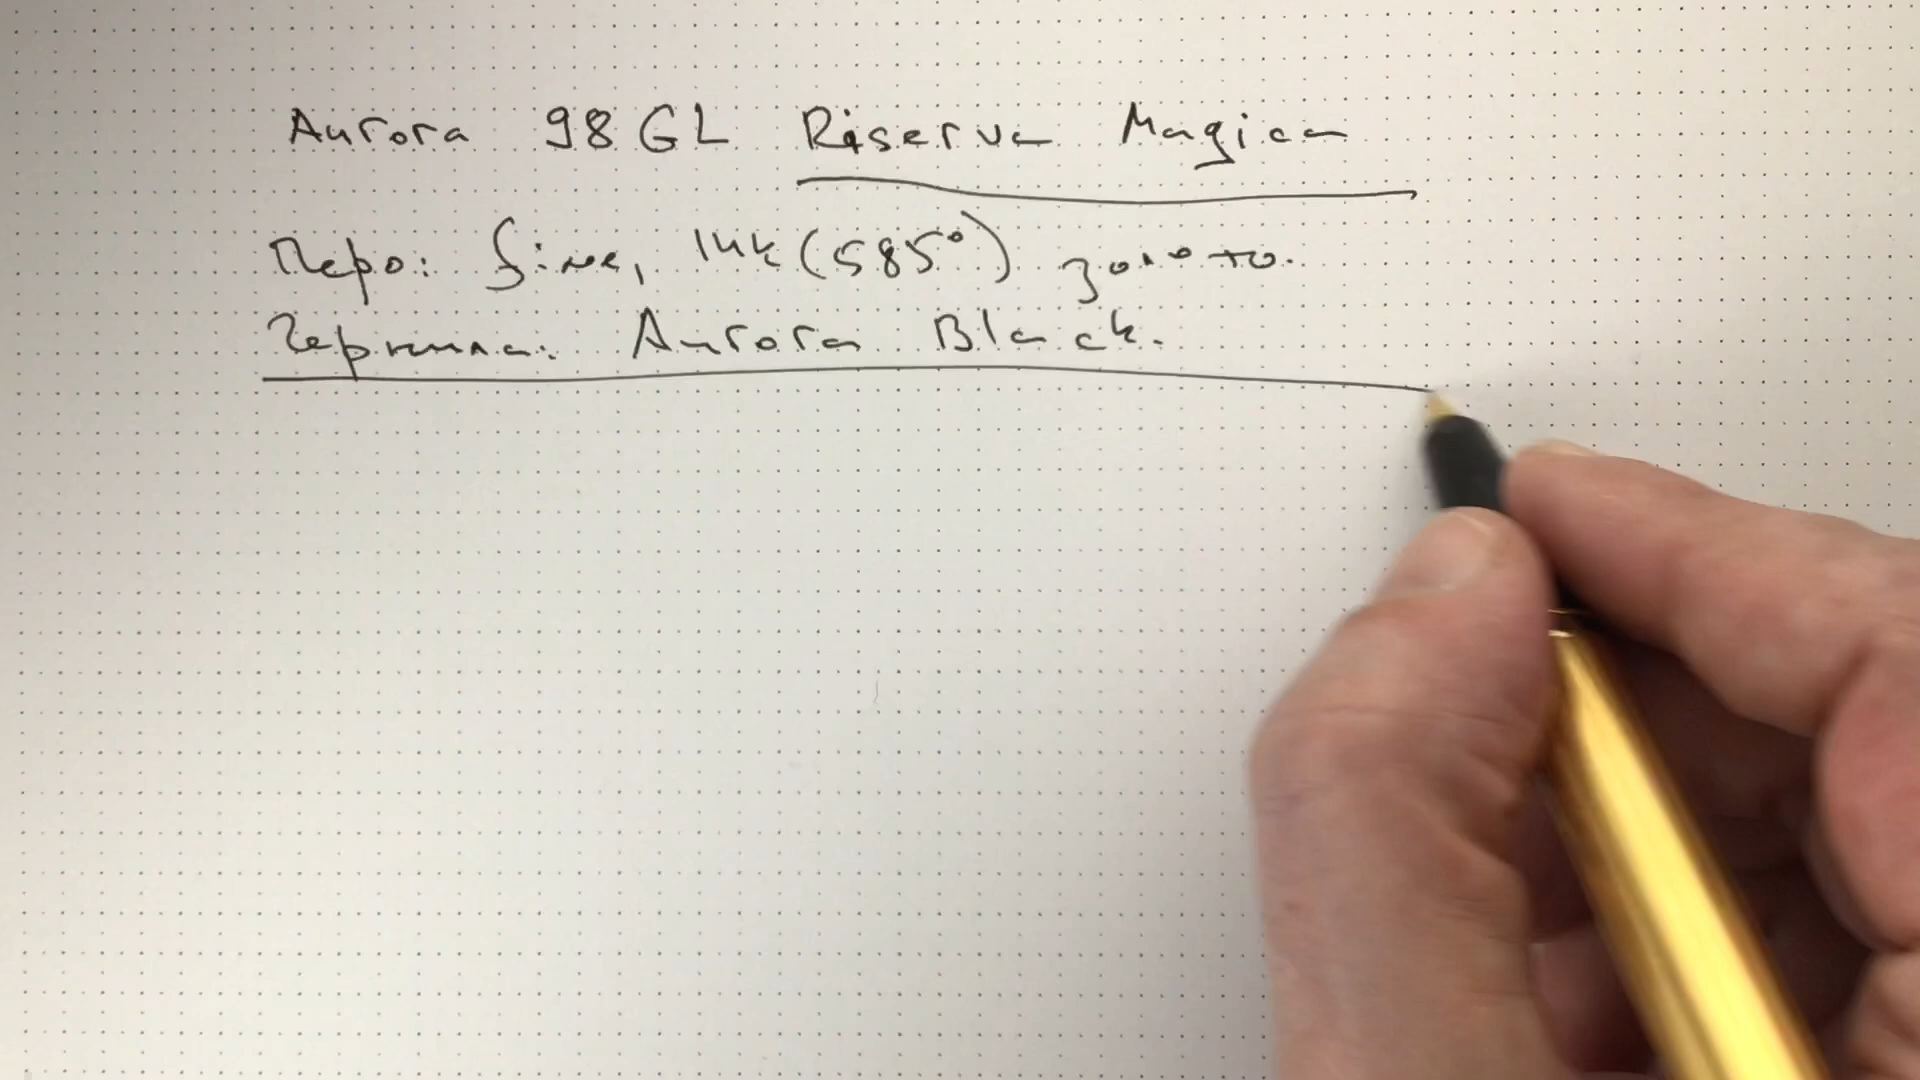 Aurora 98 GL Riserva Magica
Перо: fine, 14k (585°) золото.
Чернила: Aurora Black.